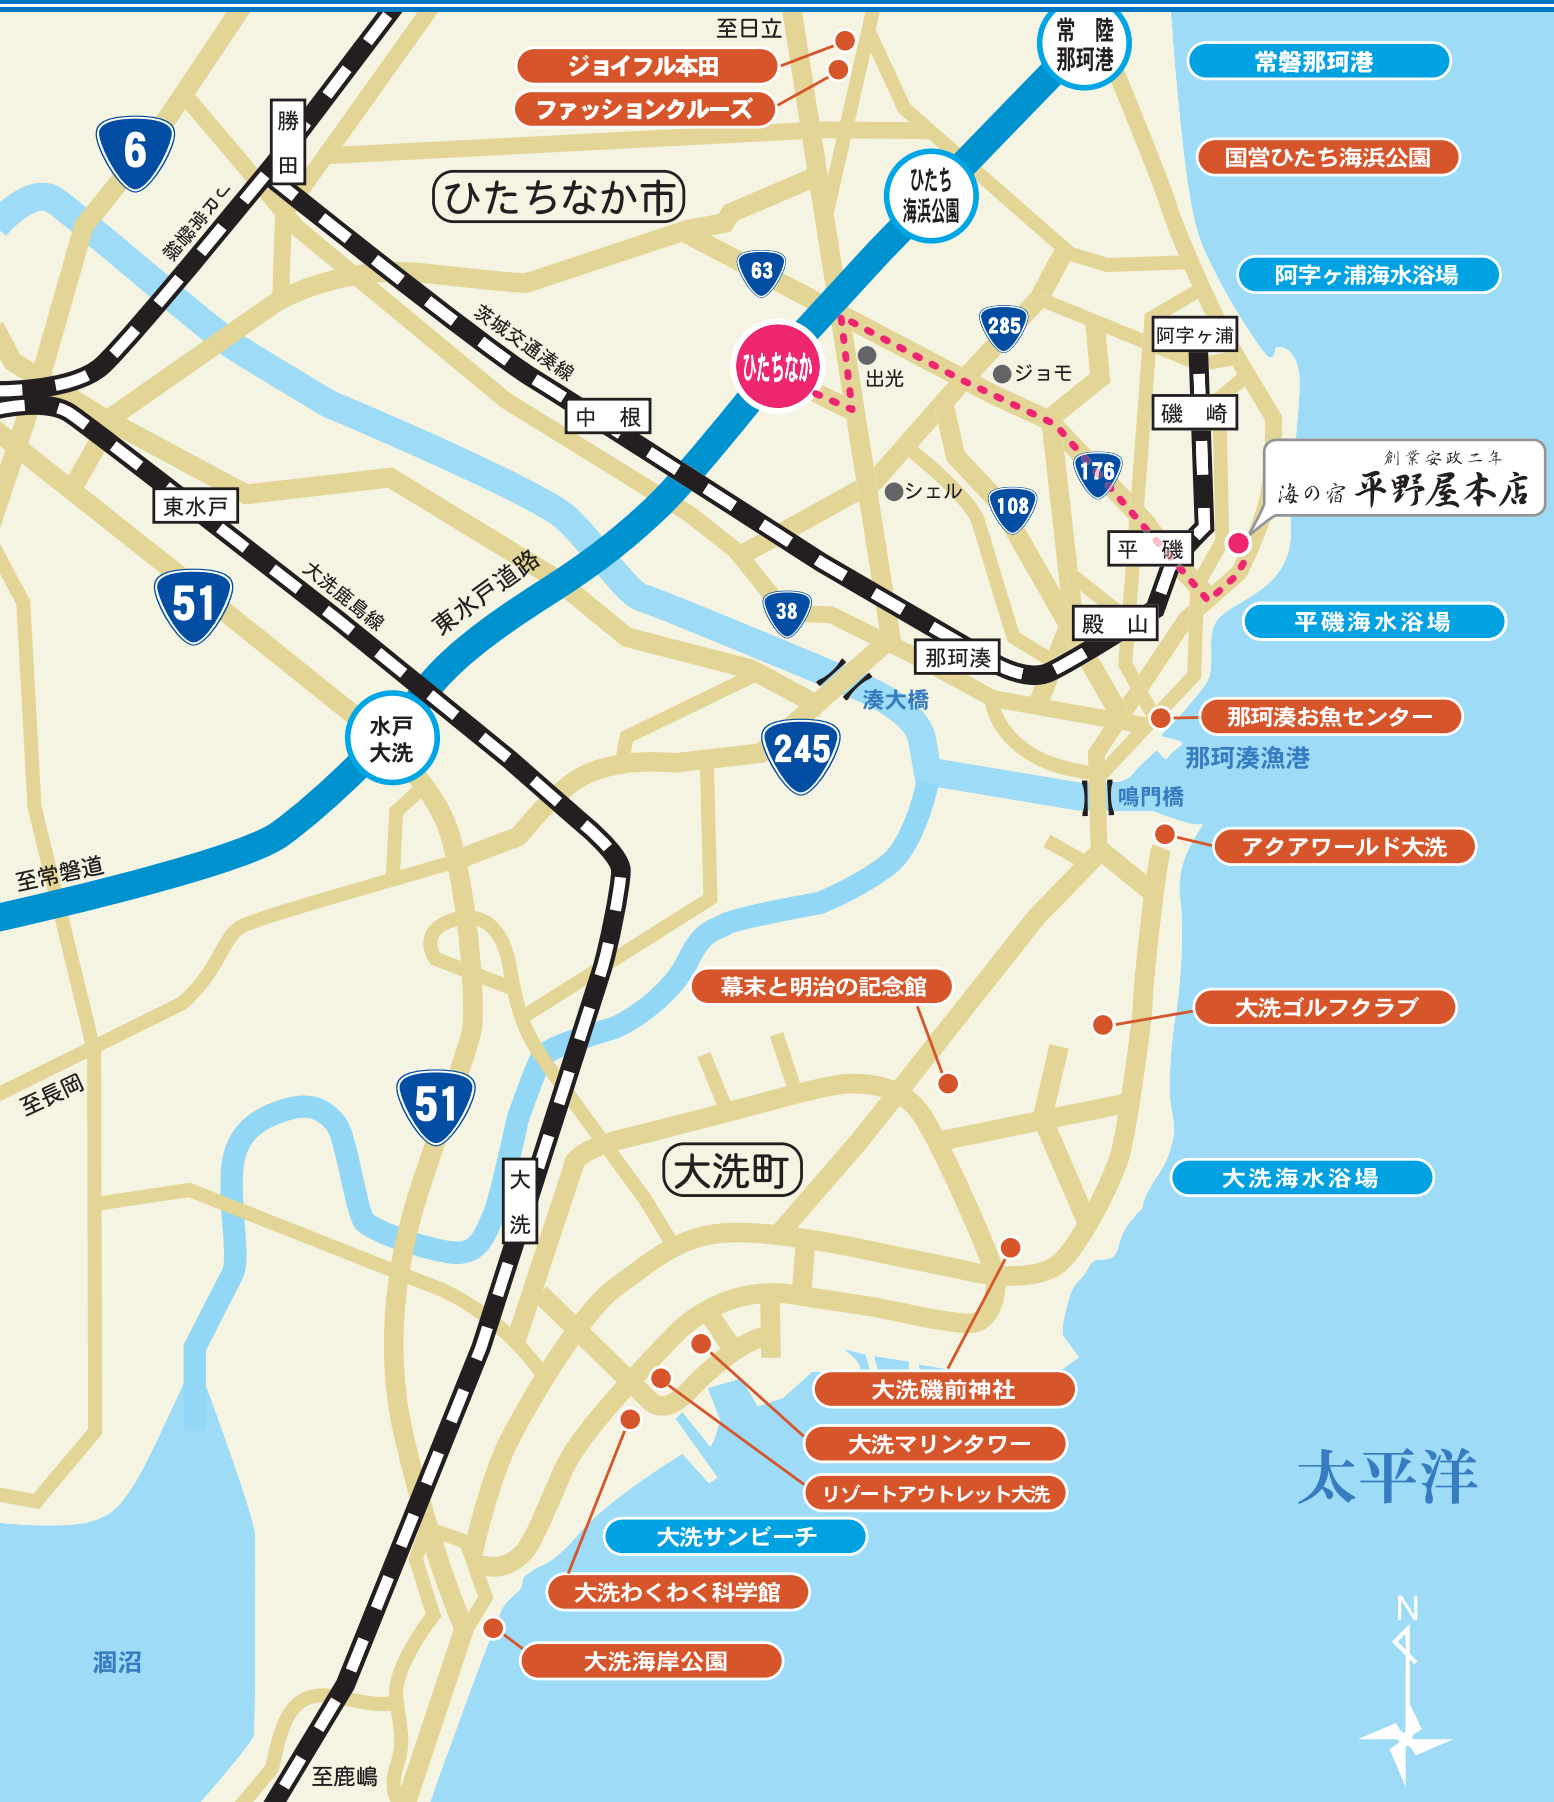 至日立
ジョイフル本田
ファッションクルーズ
常 陸
那珂港
常磐那珂港
6
勝
田
国営ひたち海浜公園
ひたちなか市
ひたち
海浜公園
JR常磐線
63
阿字ヶ浦海水浴場
茨城交通湊線
285
阿字ヶ浦
ひたちなか
出光
ジョモ
中 根
磯 崎
創業安政二年
海の宿 平野屋本店
176
シェル
108
東水戸
平 磯
51
大洗鹿島線
東水戸道路
38
殿 山
平磯海水浴場
那珂湊
湊大橋
水戸
大洗
245
那珂湊お魚センター
那珂湊漁港
鳴門橋
アクアワールド大洗
至常磐道
幕末と明治の記念館
大洗ゴルフクラブ
至長岡
51
大洗町
大
洗
大洗海水浴場
大洗磯前神社
大洗マリンタワー
リゾートアウトレット大洗
太平洋
大洗サンビーチ
大洗わくわく科学館
大洗海岸公園
涸沼
N
至鹿嶋